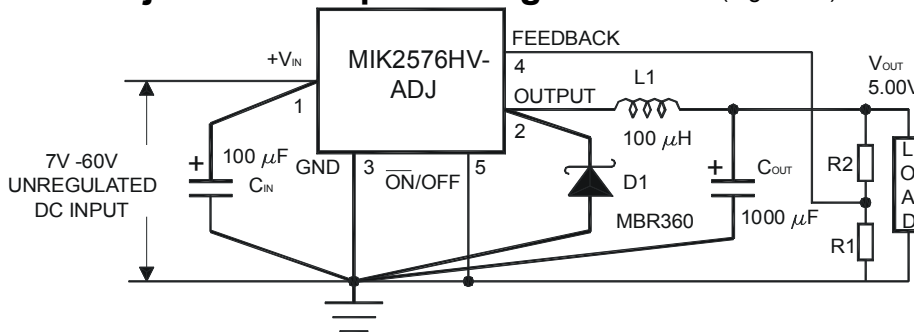 +VIN
1
MIK2576HV-
ADJ
FEEDBACK
4
OUTPUT
2
L1
100 μH
VOUT
5.00V
7V -60V
UNREGULATED
DC INPUT
+
100 μF
CIN
GND
3
ON/OFF
5
D1
MBR360
+
COUT
1000 μF
R2
R1
LOAD